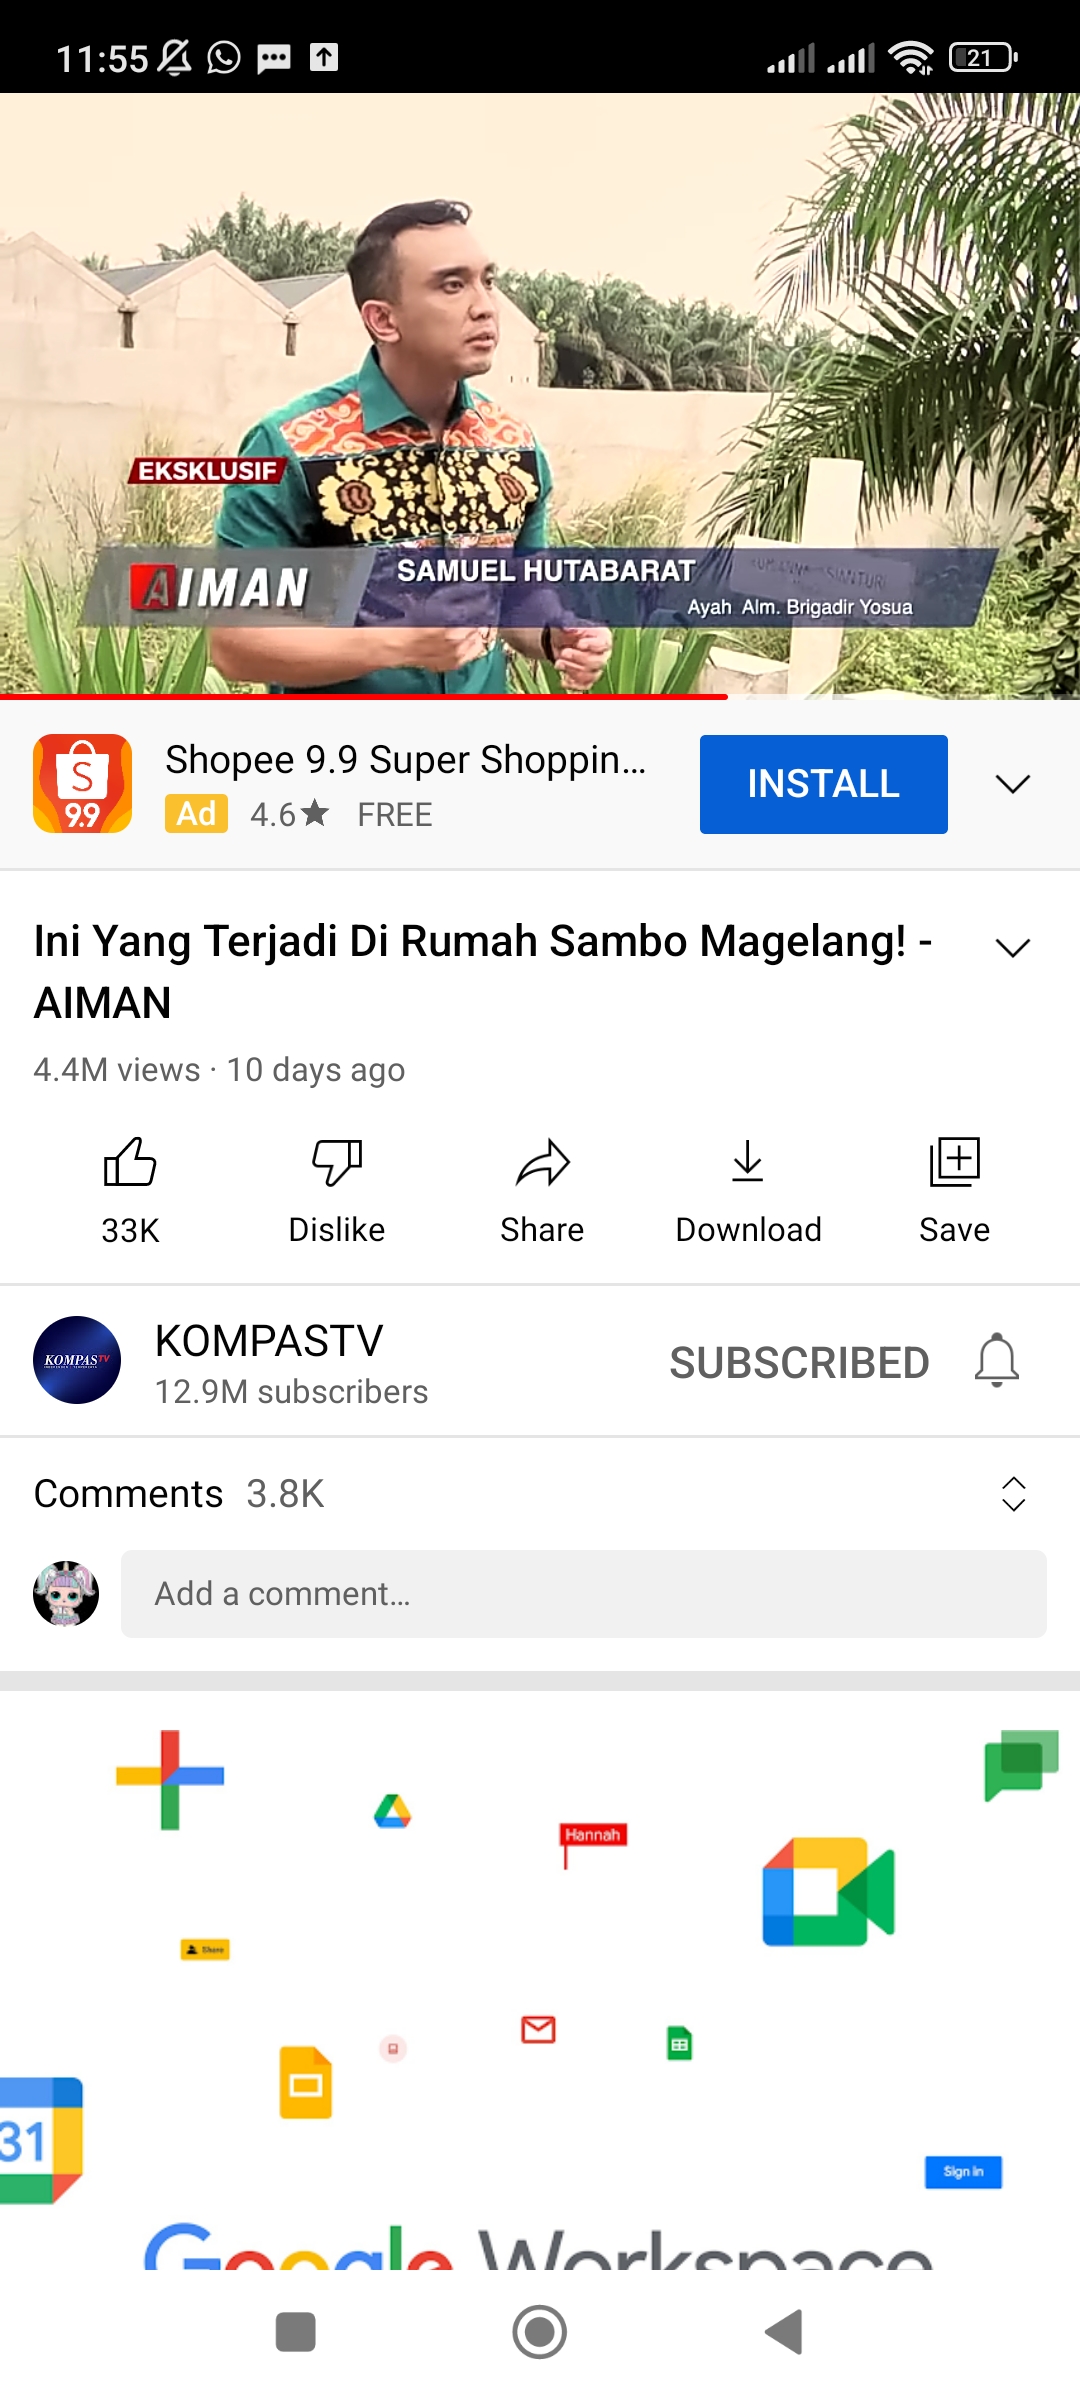 11:55
21
EKSKLUSIF
AIMAN
SAMUEL HUTABARAT
Ayah Alm. Brigadir Yosua
S
9.9
Shopee 9.9 Super Shoppin...
Ad 4.6★ FREE
INSTALL
Ini Yang Terjadi Di Rumah Sambo Magelang! -
AIMAN
4.4M views · 10 days ago
33K
Dislike
Share
Download
Save
KOMPASTV
KOMPASTV
12.9M subscribers
SUBSCRIBED
Comments 3.8K
Add a comment...
Hannah
Share
31
Sign in
Google Workspace